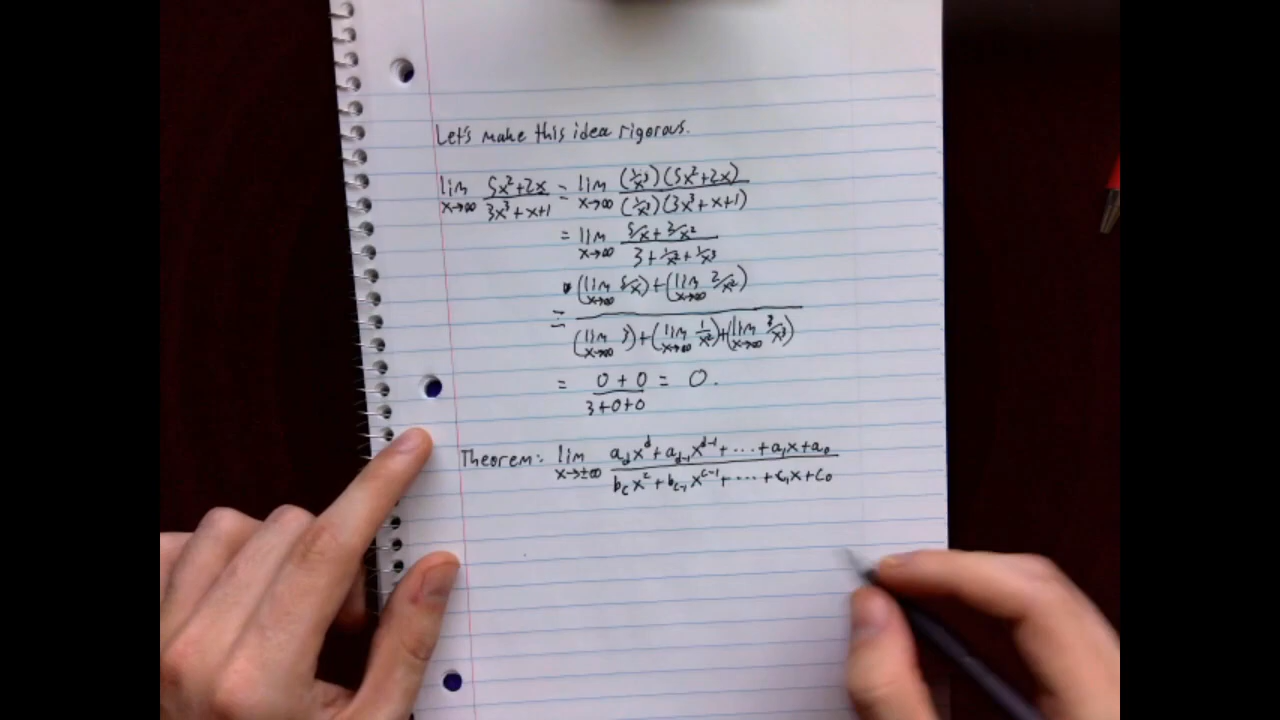 Let's make this idea rigorous.
lim x→∞ (5x²+2x)/(3x³+x+1) = lim x→∞ (1/x³)(5x²+2x)/(1/x³)(3x³+x+1)
= lim x→∞ (5/x+2/x²)/(3+1/x²+1/x³)
= ((lim x→∞ 5/x)+(lim x→∞ 2/x²))/((lim x→∞ 3)+(lim x→∞ 1/x²)+(lim x→∞ 3/x³))
= (0+0)/(3+0+0) = 0.
Theorem: lim x→±∞ (a_d x^d + a_{d-1} x^{d-1} + ... + a_1 x + a_0)/(b_c x^c + b_{c-1} x^{c-1} + ... + c_1 x + c_0)